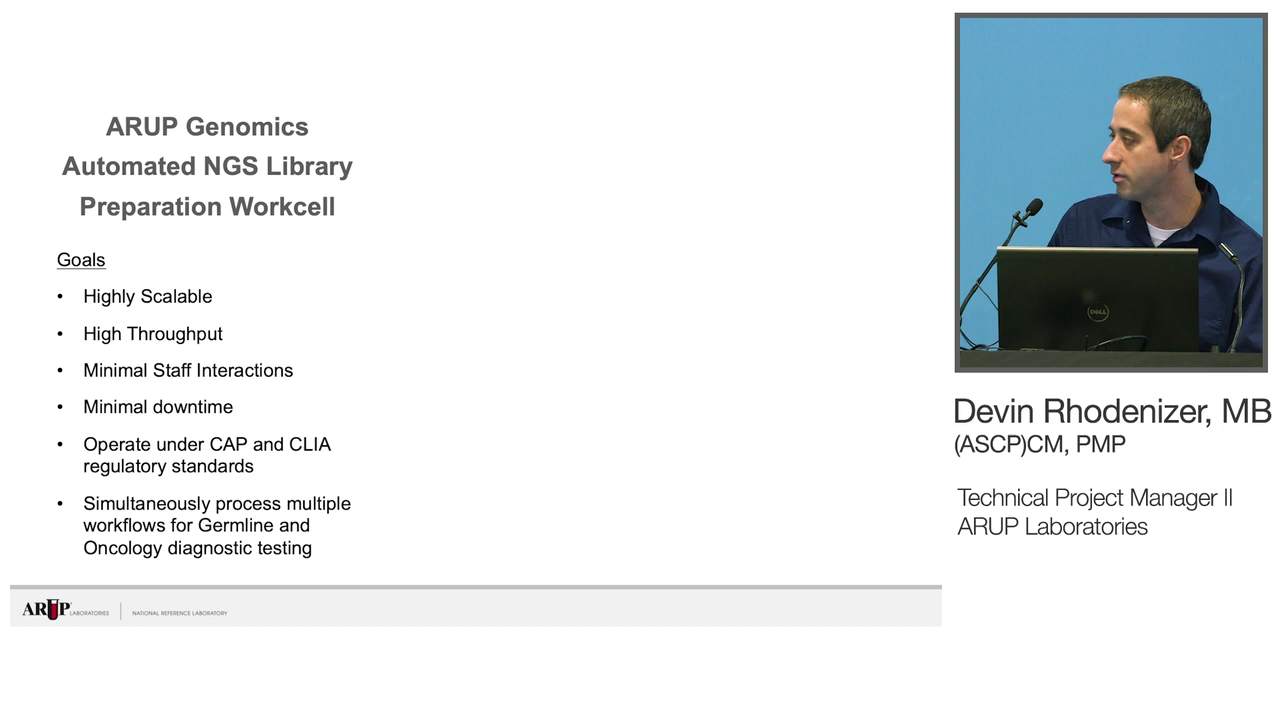 ARUP Genomics
Automated NGS Library
Preparation Workcell
Goals
• Highly Scalable
• High Throughput
• Minimal Staff Interactions
• Minimal downtime
• Operate under CAP and CLIA
regulatory standards
• Simultaneously process multiple
workflows for Germline and
Oncology diagnostic testing
ARUP LABORATORIES | NATIONAL REFERENCE LABORATORY
DELL
Devin Rhodenizer, MB
(ASCP)CM, PMP
Technical Project Manager II
ARUP Laboratories